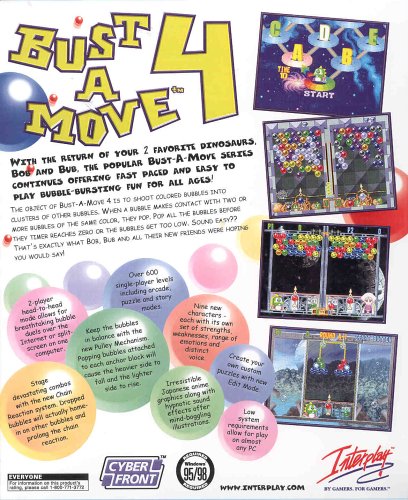 BUST
A
MOVE 4™
WITH THE RETURN OF YOUR 2 FAVORITE DINOSAURS,
BOB AND BUB, THE POPULAR BUST-A-MOVE SERIES
CONTINUES OFFERING FAST PACED AND EASY TO
PLAY BUBBLE-BURSTING FUN FOR ALL AGES!
THE OBJECT OF BUST-A-MOVE 4 IS TO SHOOT COLORED BUBBLES INTO
CLUSTERS OF OTHER BUBBLES. WHEN A BUBBLE MAKES CONTACT WITH TWO OR
MORE BUBBLES OF THE SAME COLOR, THEY POP. POP ALL THE BUBBLES BEFORE
THEY TIMER REACHES ZERO OR THE BUBBLES GET TOO LOW. SOUND EASY??
THAT'S EXACTLY WHAT BOB, BUB AND ALL THEIR NEW FRIENDS WERE HOPING
YOU WOULD SAY!
C D E
A B
TIME
10
START
2-player
head-to-head
mode allows for
breathtaking bubble
duels over the
Internet or split-
screen on one
computer.
Over 600
single-player levels
including arcade,
puzzle and story
modes.
Keep the bubbles
in balance with the
new Pulley Mechanism.
Popping bubbles attached
to each anchor block will
cause the heavier side to
fall and the lighter
side to rise.
Nine new
characters -
each with its own
set of strengths,
weaknesses, range of
emotions and
distinct
voice.
Create your
own custom
puzzles with new
Edit Mode.
Stage
devastating combos
with the new Chain
Reaction system. Dropped
bubbles will actually home-
in on other bubbles and
prolong the chain
reaction.
Irresistible
Japanese anime
graphics along with
hypnotic sound
effects offer
mind-boggling
illustrations.
Low
system
requirements
allow for play
on almost
any PC
EVERYONE
For information on this product's
rating, please call 1-800-771-3772
CYBER
FRONT
Windows
95/98
WWW.INTERPLAY.COM
Interplay
BY GAMERS. FOR GAMERS.™